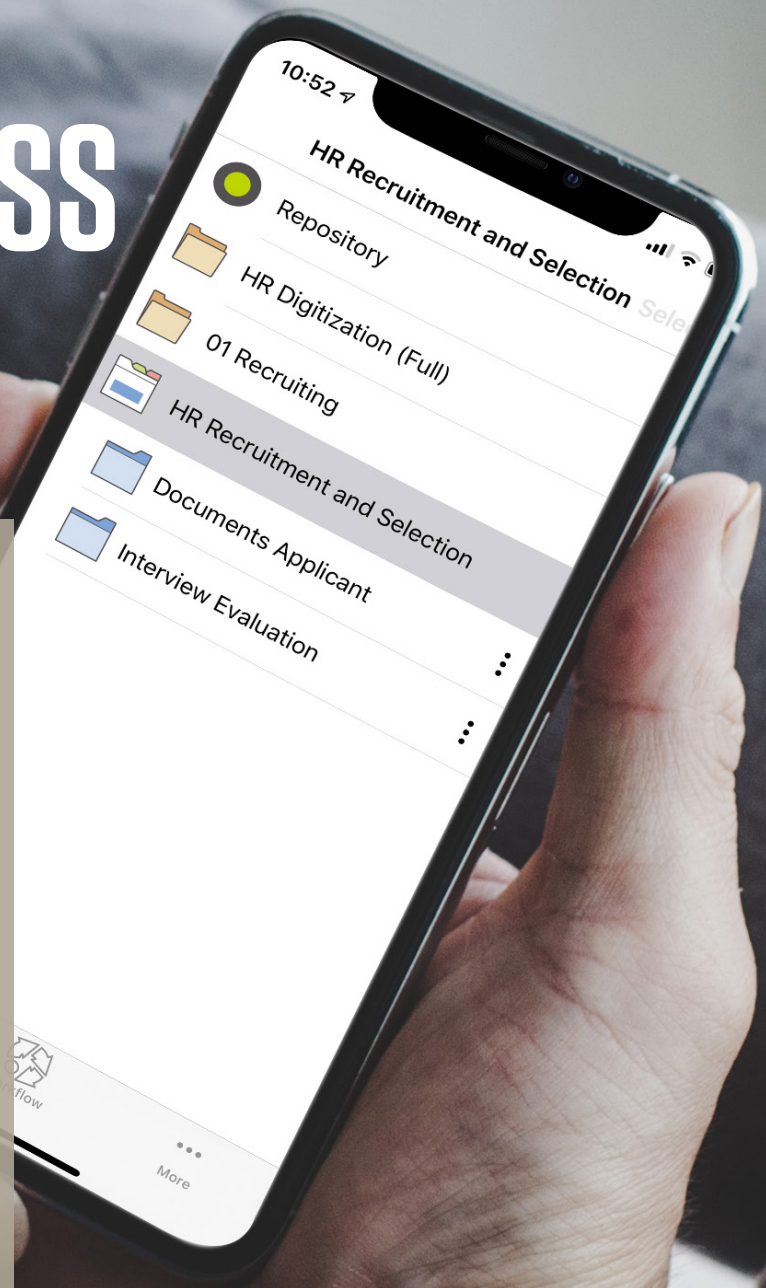 SS
10:52
HR Recruitment and Selection
Repository
HR Digitization (Full)
01 Recruiting
HR Recruitment and Selection
Documents Applicant
Interview Evaluation
More